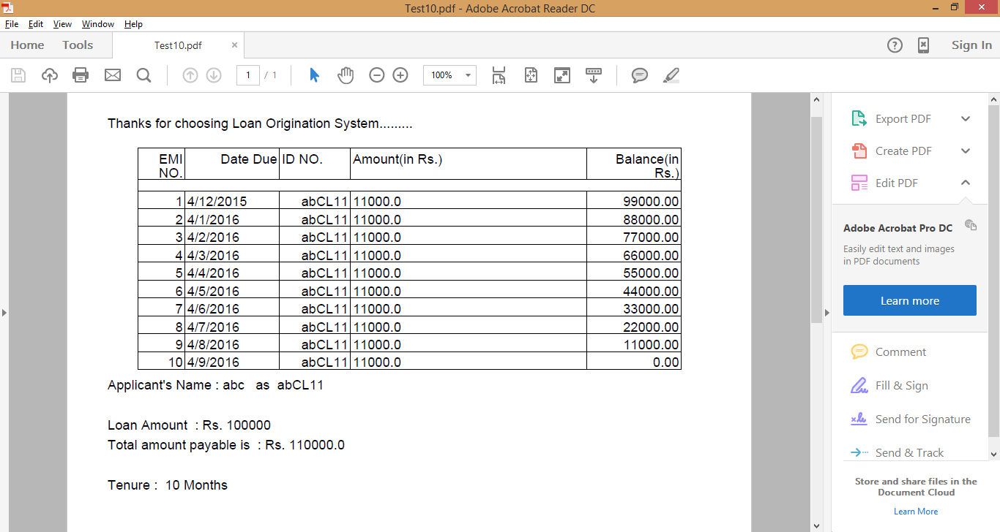 Test10.pdf - Adobe Acrobat Reader DC
File Edit View Window Help
Home Tools Test10.pdf × ? Sign In
1 / 1 100%
Thanks for choosing Loan Origination System.........
EMI NO. Date Due ID NO. Amount(in Rs.) Balance(in Rs.)
1 4/12/2015 abCL11 11000.0 99000.00
2 4/1/2016 abCL11 11000.0 88000.00
3 4/2/2016 abCL11 11000.0 77000.00
4 4/3/2016 abCL11 11000.0 66000.00
5 4/4/2016 abCL11 11000.0 55000.00
6 4/5/2016 abCL11 11000.0 44000.00
7 4/6/2016 abCL11 11000.0 33000.00
8 4/7/2016 abCL11 11000.0 22000.00
9 4/8/2016 abCL11 11000.0 11000.00
10 4/9/2016 abCL11 11000.0 0.00
Applicant's Name : abc as abCL11
Loan Amount : Rs. 100000
Total amount payable is : Rs. 110000.0
Tenure : 10 Months
Export PDF
Create PDF
Edit PDF
Adobe Acrobat Pro DC
Easily edit text and images
in PDF documents
Learn more
Comment
Fill & Sign
Send for Signature
Send & Track
Store and share files in the
Document Cloud
Learn More